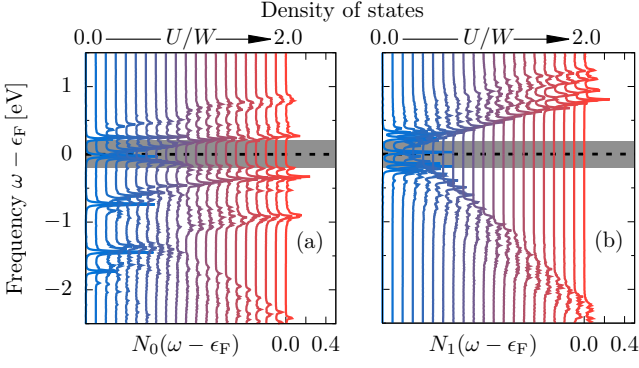 Density of states
0.0 U/W 2.0 0.0 U/W 2.0
Frequency ω − ϵF [eV]
1
0
−1
−2
(a) (b)
N0(ω − ϵF) 0.0 0.4 N1(ω − ϵF) 0.0 0.4